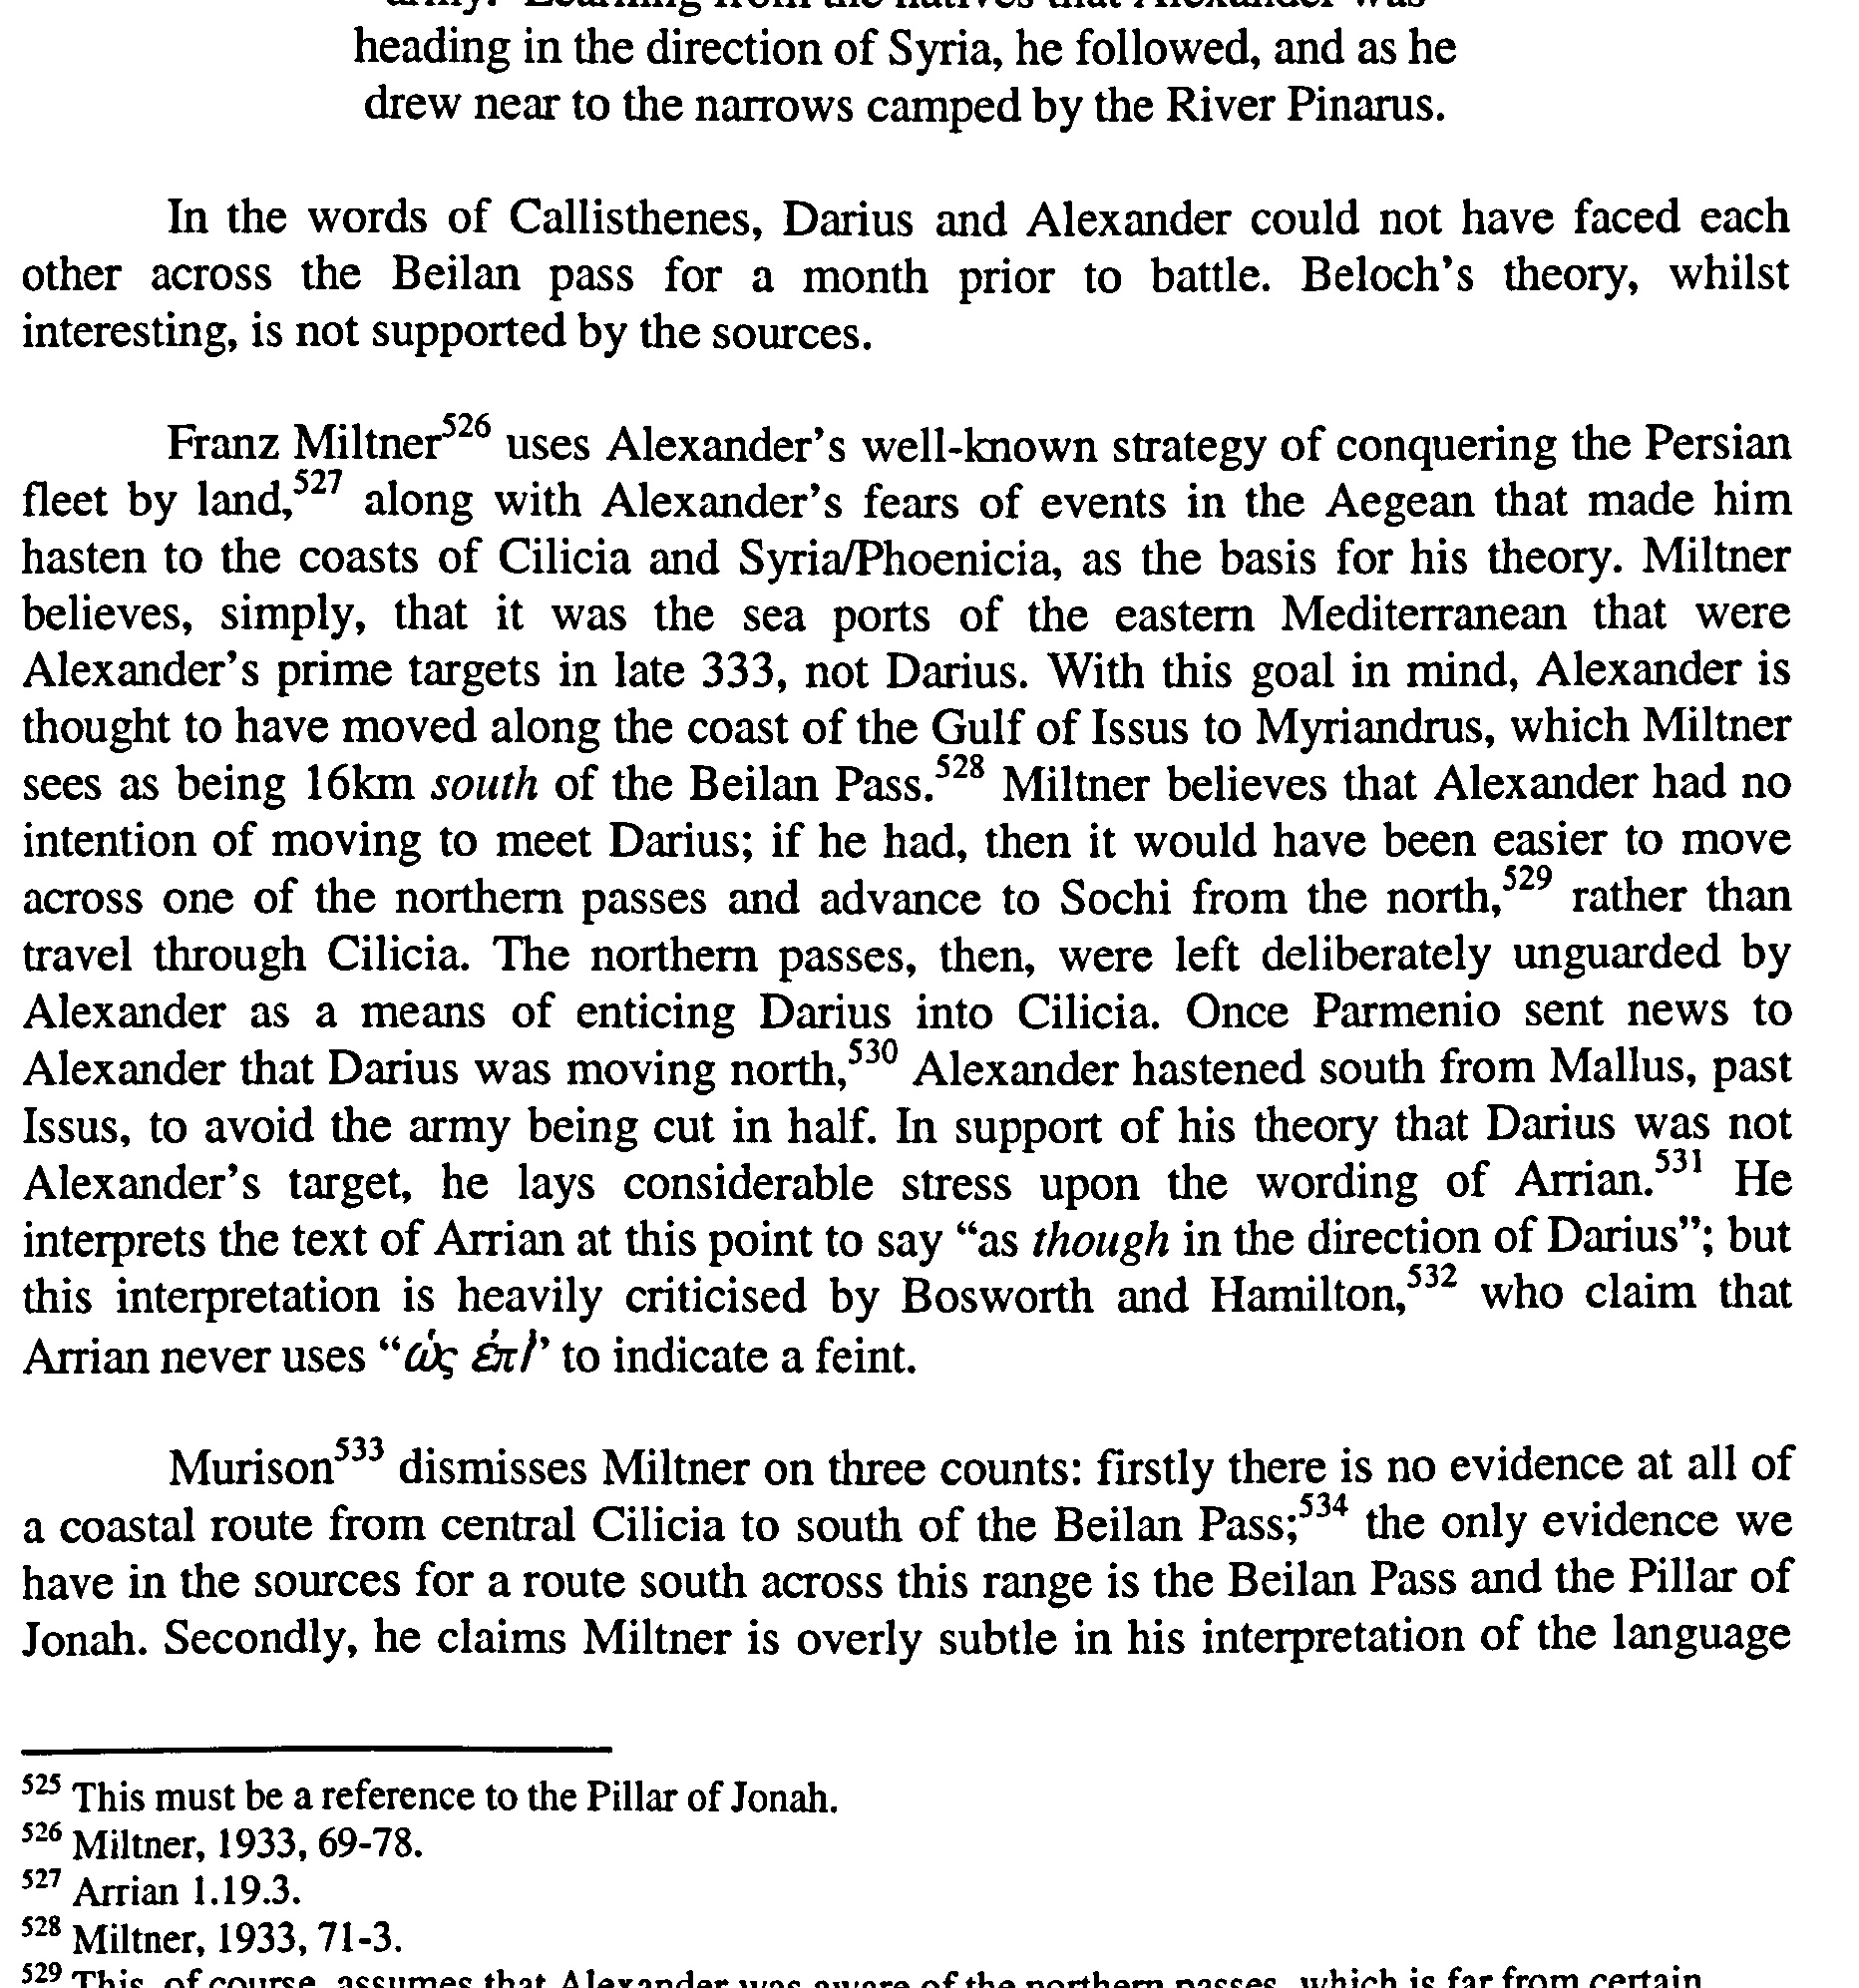 army. Learning from the natives that Alexander was
heading in the direction of Syria, he followed, and as he
drew near to the narrows camped by the River Pinarus.
In the words of Callisthenes, Darius and Alexander could not have faced each
other across the Beilan pass for a month prior to battle. Beloch's theory, whilst
interesting, is not supported by the sources.
Franz Miltner⁵²⁶ uses Alexander's well-known strategy of conquering the Persian
fleet by land,⁵²⁷ along with Alexander's fears of events in the Aegean that made him
hasten to the coasts of Cilicia and Syria/Phoenicia, as the basis for his theory. Miltner
believes, simply, that it was the sea ports of the eastern Mediterranean that were
Alexander's prime targets in late 333, not Darius. With this goal in mind, Alexander is
thought to have moved along the coast of the Gulf of Issus to Myriandrus, which Miltner
sees as being 16km south of the Beilan Pass.⁵²⁸ Miltner believes that Alexander had no
intention of moving to meet Darius; if he had, then it would have been easier to move
across one of the northern passes and advance to Sochi from the north,⁵²⁹ rather than
travel through Cilicia. The northern passes, then, were left deliberately unguarded by
Alexander as a means of enticing Darius into Cilicia. Once Parmenio sent news to
Alexander that Darius was moving north,⁵³⁰ Alexander hastened south from Mallus, past
Issus, to avoid the army being cut in half. In support of his theory that Darius was not
Alexander's target, he lays considerable stress upon the wording of Arrian.⁵³¹ He
interprets the text of Arrian at this point to say “as though in the direction of Darius”; but
this interpretation is heavily criticised by Bosworth and Hamilton,⁵³² who claim that
Arrian never uses “ὡς ἐπί’ to indicate a feint.
Murison⁵³³ dismisses Miltner on three counts: firstly there is no evidence at all of
a coastal route from central Cilicia to south of the Beilan Pass;⁵³⁴ the only evidence we
have in the sources for a route south across this range is the Beilan Pass and the Pillar of
Jonah. Secondly, he claims Miltner is overly subtle in his interpretation of the language
⁵²⁵ This must be a reference to the Pillar of Jonah.
⁵²⁶ Miltner, 1933, 69-78.
⁵²⁷ Arrian 1.19.3.
⁵²⁸ Miltner, 1933, 71-3.
⁵²⁹ This, of course, assumes that Alexander was aware of the northern passes, which is far from certain